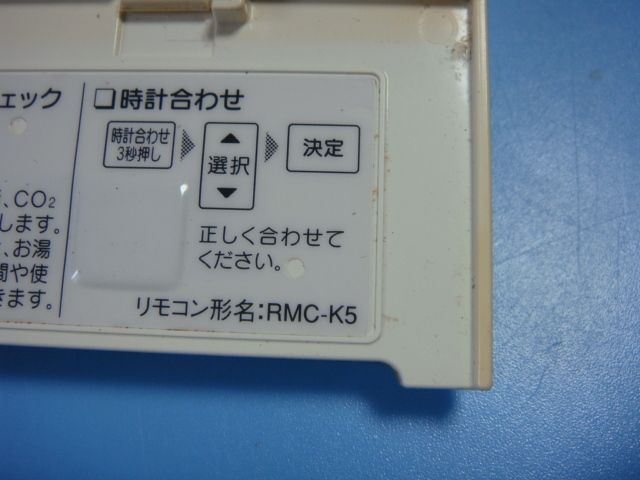 ェック
、CO₂
します。
、お湯
間や使
きます。
❏時計合わせ
時計合わせ
3秒押し
▲
選択
▼
決定
正しく合わせて
ください。
リモコン形名：RMC-K5